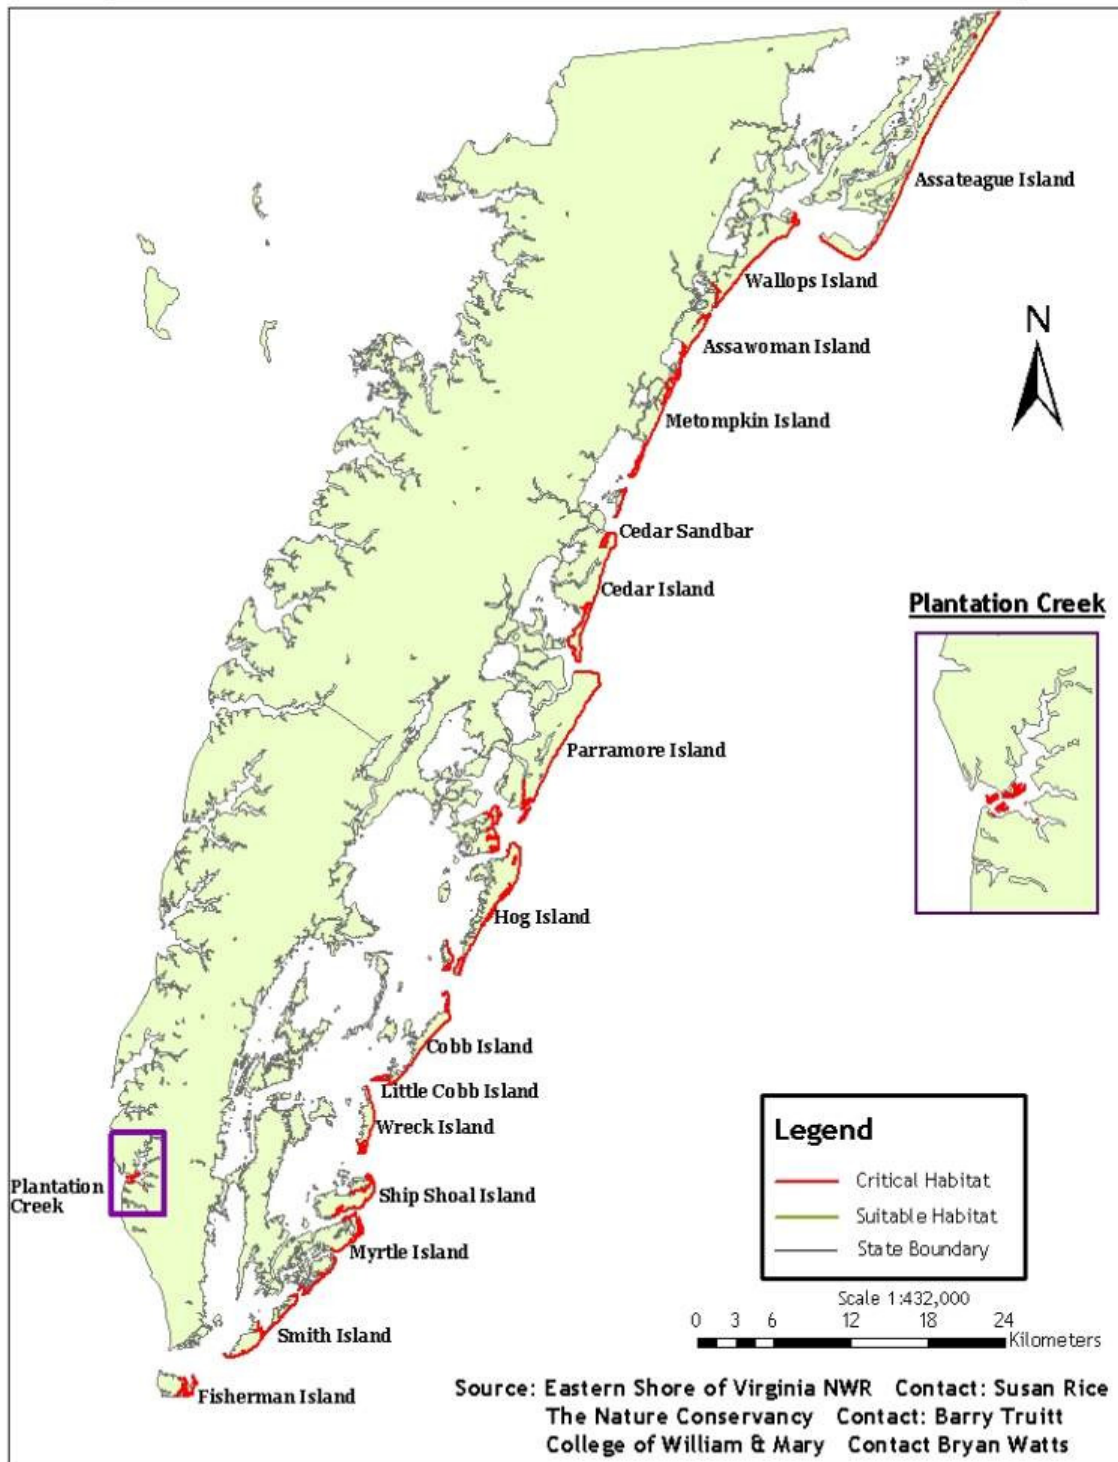 Assateague Island
Wallops Island
N
Assawoman Island
Metompkin Island
Cedar Sandbar
Cedar Island
Plantation Creek
Parramore Island
Hog Island
Cobb Island
Little Cobb Island
Wreck Island
Plantation
Creek
Ship Shoal Island
Myrtle Island
Smith Island
Fisherman Island
Legend
Critical Habitat
Suitable Habitat
State Boundary
Scale 1:432,000
0 3 6 12 18 24
Kilometers
Source: Eastern Shore of Virginia NWR Contact: Susan Rice
The Nature Conservancy Contact: Barry Truitt
College of William & Mary Contact Bryan Watts